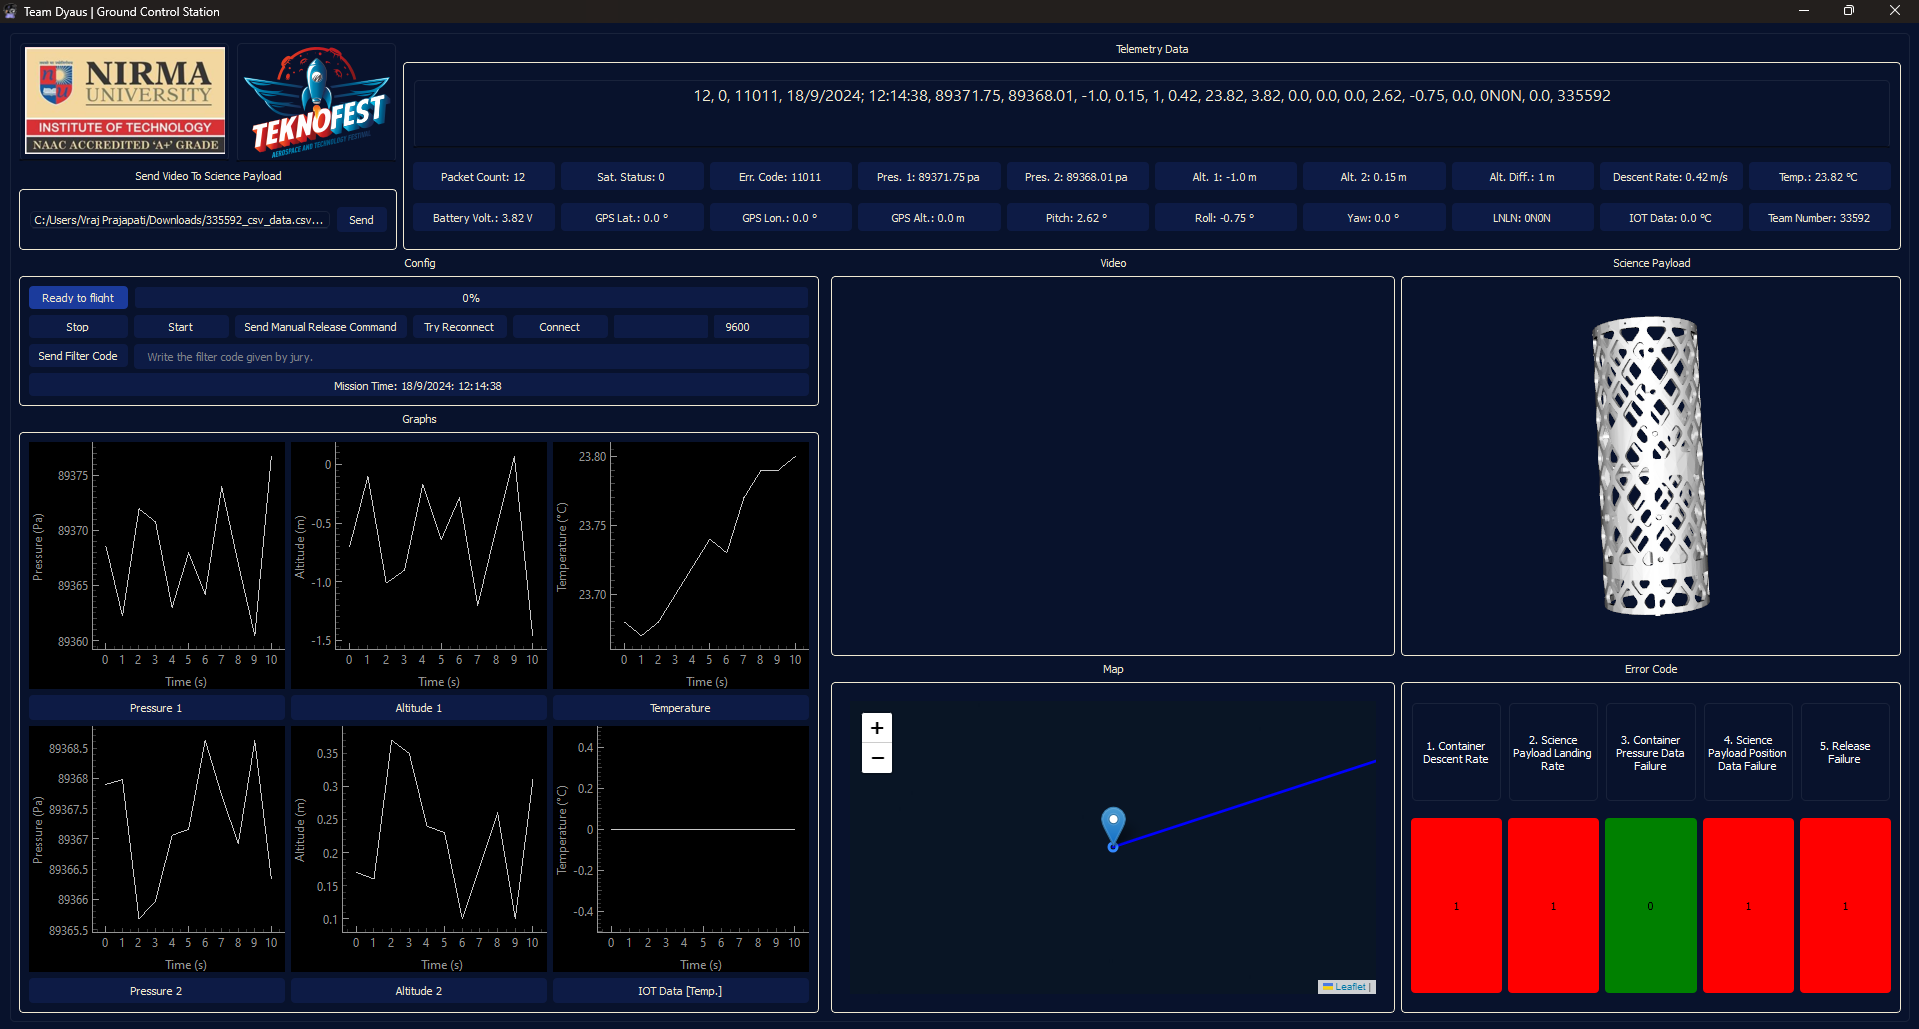 Team Dyaus | Ground Control Station
NIRMA
UNIVERSITY
INSTITUTE OF TECHNOLOGY
NAAC ACCREDITED 'A+' GRADE
TEKNOFEST
AEROSPACE AND TECHNOLOGY FESTIVAL
Send Video To Science Payload
C:/Users/Vraj Prajapati/Downloads/335592_csv_data.csv...
Send
Telemetry Data
12, 0, 11011, 18/9/2024; 12:14:38, 89371.75, 89368.01, -1.0, 0.15, 1, 0.42, 23.82, 3.82, 0.0, 0.0, 0.0, 2.62, -0.75, 0.0, 0N0N, 0.0, 335592
Packet Count: 12
Sat. Status: 0
Err. Code: 11011
Pres. 1: 89371.75 pa
Pres. 2: 89368.01 pa
Alt. 1: -1.0 m
Alt. 2: 0.15 m
Alt. Diff.: 1 m
Descent Rate: 0.42 m/s
Temp.: 23.82 °C
Battery Volt.: 3.82 V
GPS Lat.: 0.0 °
GPS Lon.: 0.0 °
GPS Alt.: 0.0 m
Pitch: 2.62 °
Roll: -0.75 °
Yaw: 0.0 °
LNLN: 0N0N
IOT Data: 0.0 °C
Team Number: 33592
Config
Ready to flight
0%
Stop
Start
Send Manual Release Command
Try Reconnect
Connect
9600
Send Filter Code
Write the filter code given by jury.
Mission Time: 18/9/2024: 12:14:38
Graphs
Pressure (Pa)
89375
89370
89365
89360
0 1 2 3 4 5 6 7 8 9 10
Time (s)
Pressure 1
Altitude (m)
0
-0.5
-1.0
-1.5
0 1 2 3 4 5 6 7 8 9 10
Time (s)
Altitude 1
Temperature (°C)
23.80
23.75
23.70
0 1 2 3 4 5 6 7 8 9 10
Time (s)
Temperature
Pressure (Pa)
89368.5
89368
89367.5
89367
89366.5
89366
89365.5
0 1 2 3 4 5 6 7 8 9 10
Time (s)
Pressure 2
Altitude (m)
0.35
0.3
0.25
0.2
0.15
0.1
0 1 2 3 4 5 6 7 8 9 10
Time (s)
Altitude 2
Temperature (°C)
0.4
0.2
0
-0.2
-0.4
0 1 2 3 4 5 6 7 8 9 10
Time (s)
IOT Data [Temp.]
Video
Science Payload
Map
+
−
Leaflet |
Error Code
1. Container
Descent Rate
2. Science
Payload Landing
Rate
3. Container
Pressure Data
Failure
4. Science
Payload Position
Data Failure
5. Release
Failure
1
1
0
1
1